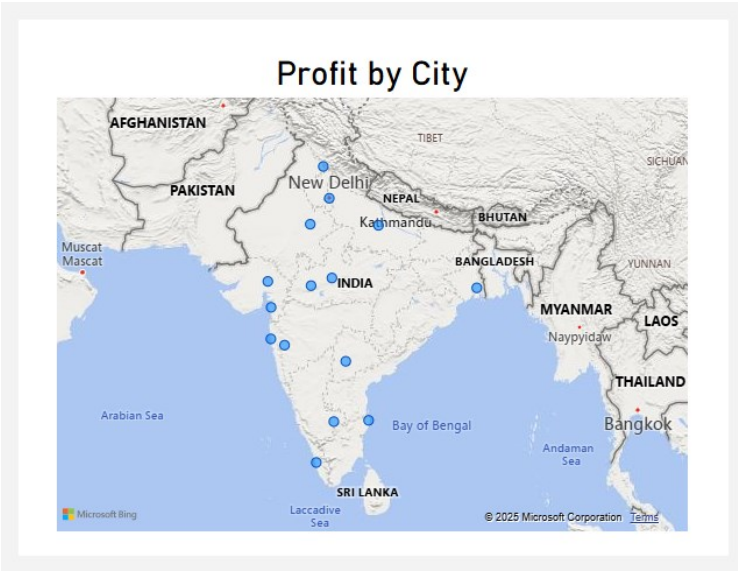 Profit by City
AFGHANISTAN
TIBET
SICHUAN
New Delhi
PAKISTAN
NEPAL
Kathmandu
BHUTAN
Muscat
Mascat
BANGLADESH
YUNNAN
INDIA
MYANMAR
LAOS
Naypyidaw
THAILAND
Arabian Sea
Bay of Bengal
Bangkok
Andaman
Sea
SRI LANKA
Laccadive
Sea
Microsoft Bing
© 2025 Microsoft Corporation Terms